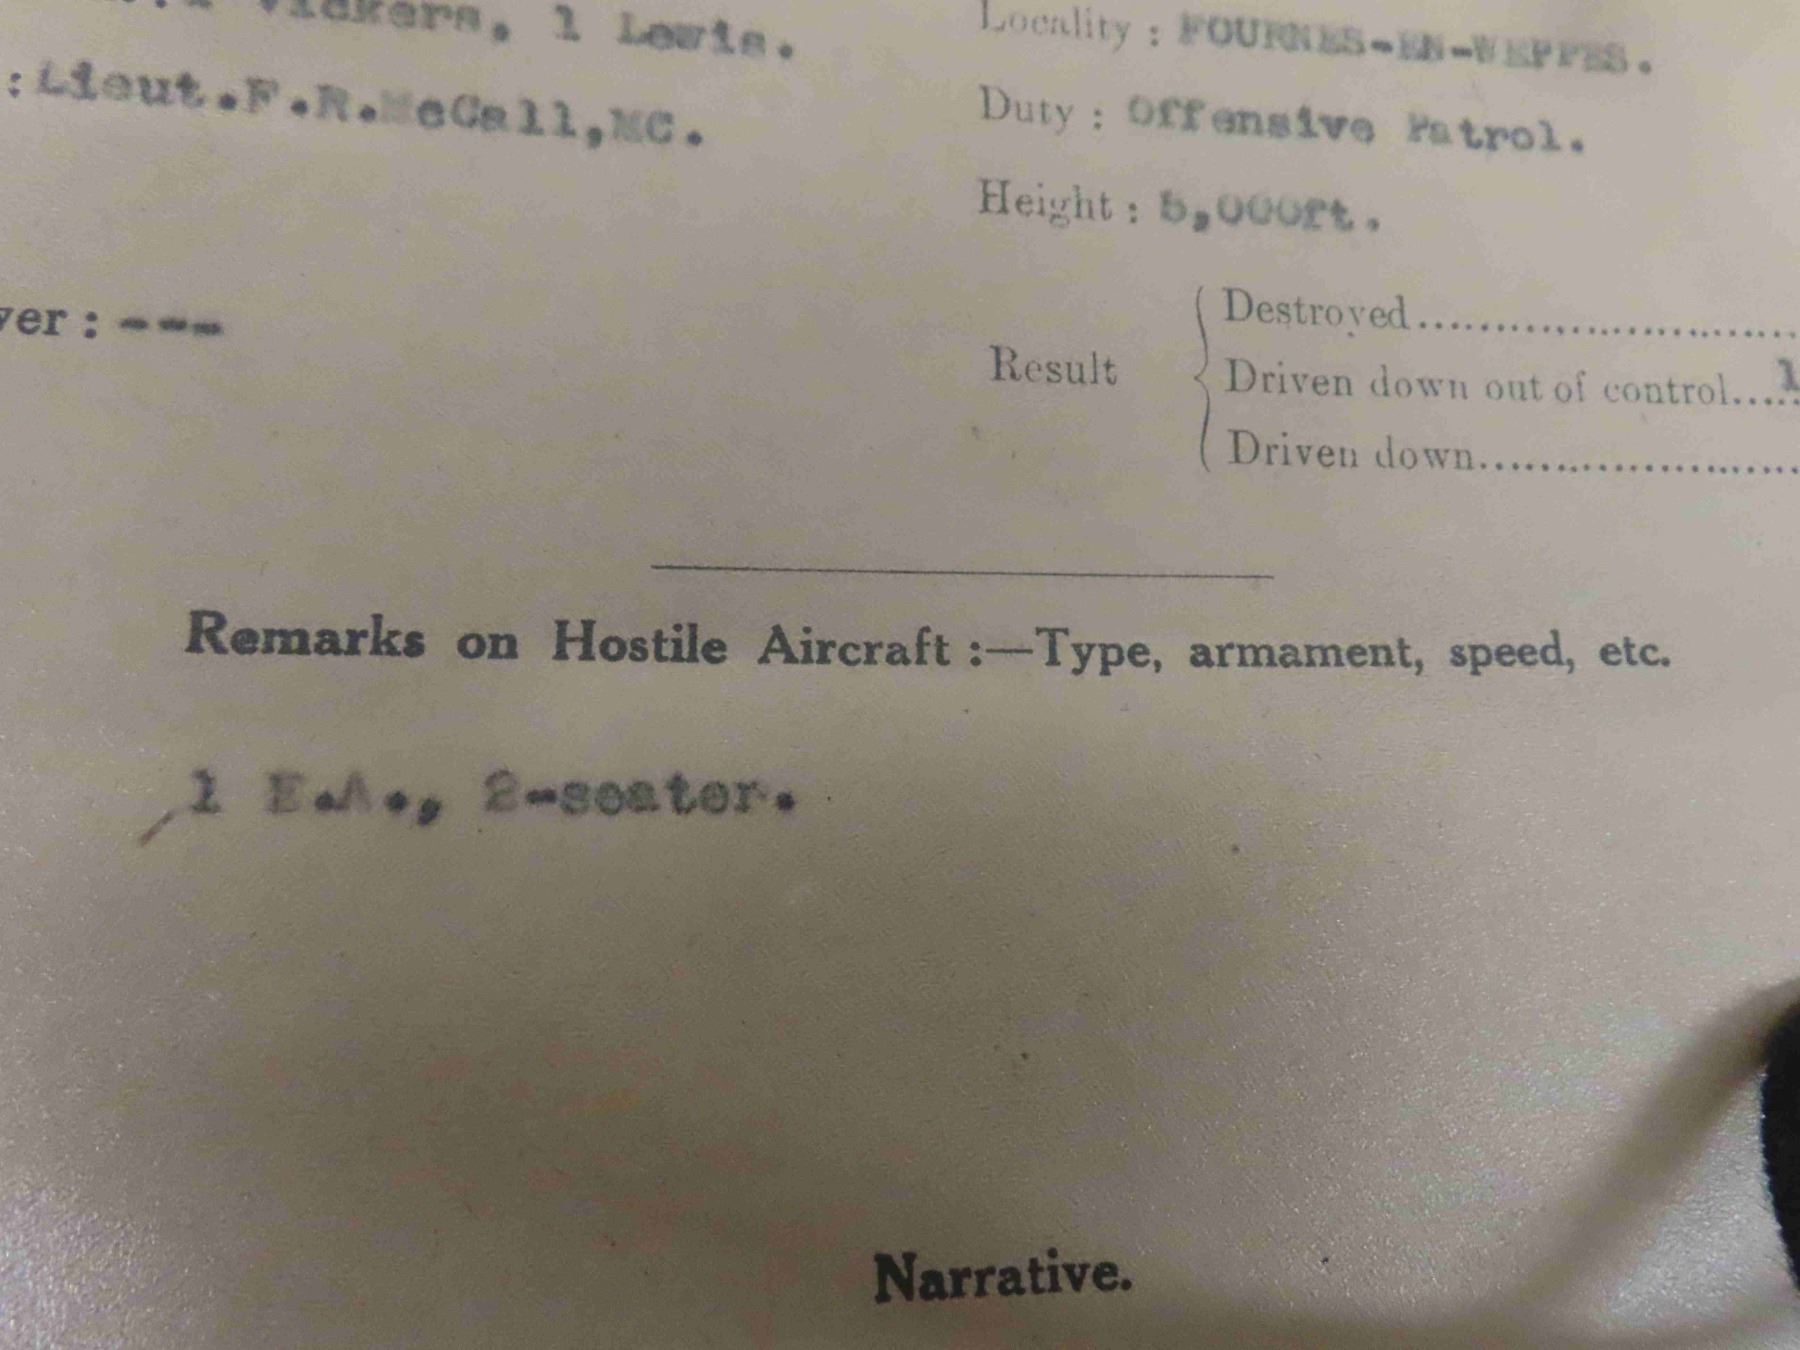 Vickers, 1 Lewis.
: Lieut.F.R.McCall,MC.
ver : ---
Locality : FOURNES-EN-WEPPES.
Duty : Offensive Patrol.
Height : 5,000ft.
Result
Destroyed..............................
Driven down out of control.....1
Driven down.........................
Remarks on Hostile Aircraft :—Type, armament, speed, etc.
1 E.A., 2-seater.
Narrative.